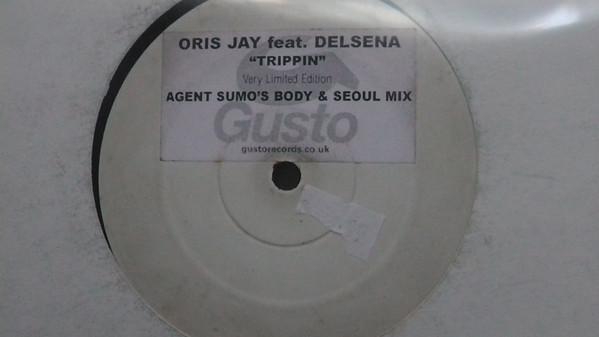 ORIS JAY feat. DELSENA
“TRIPPIN”
Very Limited Edition
AGENT SUMO'S BODY & SEOUL MIX
Gusto
gustorecords.co.uk